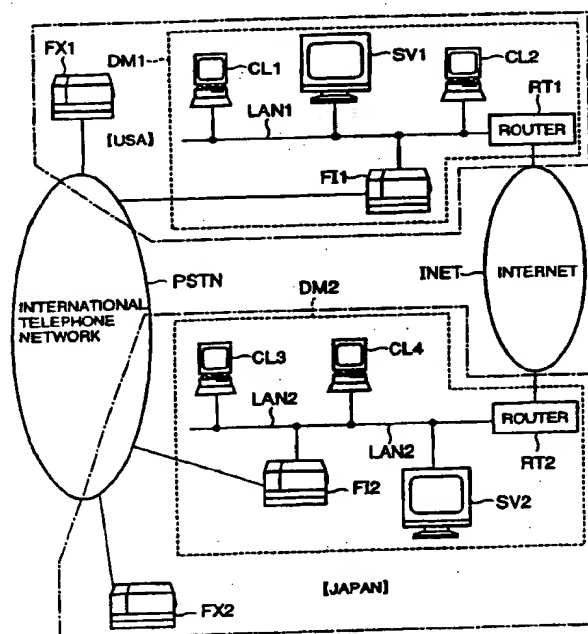 FX1
DM1
CL1
SV1
CL2
RT1
LAN1
ROUTER
[USA]
FI1
PSTN
INET
INTERNET
DM2
INTERNATIONAL
TELEPHONE
NETWORK
CL3
CL4
LAN2
LAN2
ROUTER
RT2
FI2
SV2
[JAPAN]
FX2